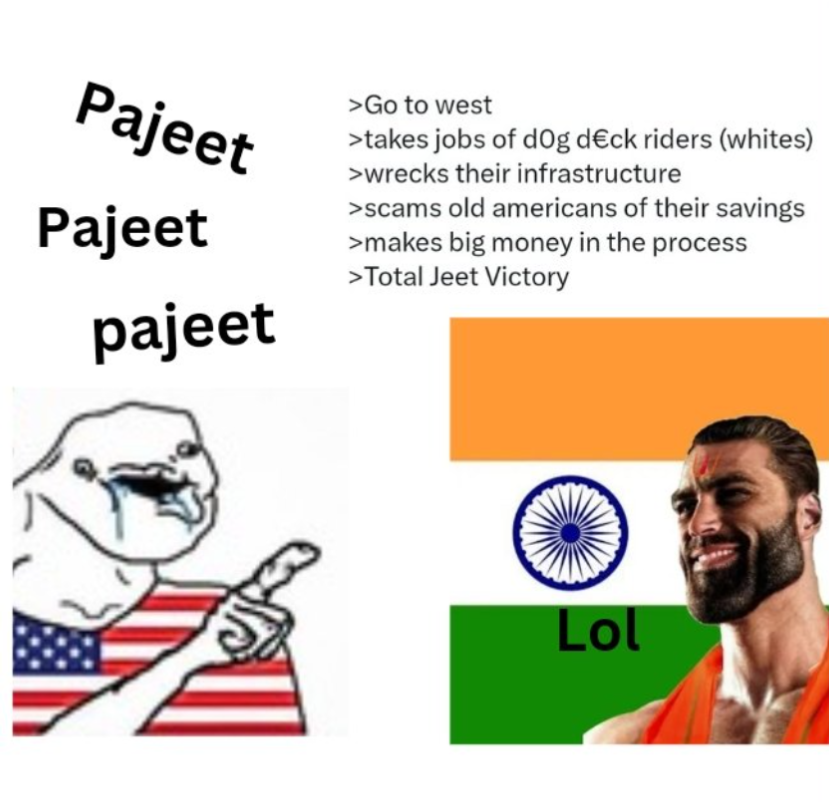 Pajeet
Pajeet
pajeet
>Go to west
>takes jobs of d0g d€ck riders (whites)
>wrecks their infrastructure
>scams old americans of their savings
>makes big money in the process
>Total Jeet Victory
Lol